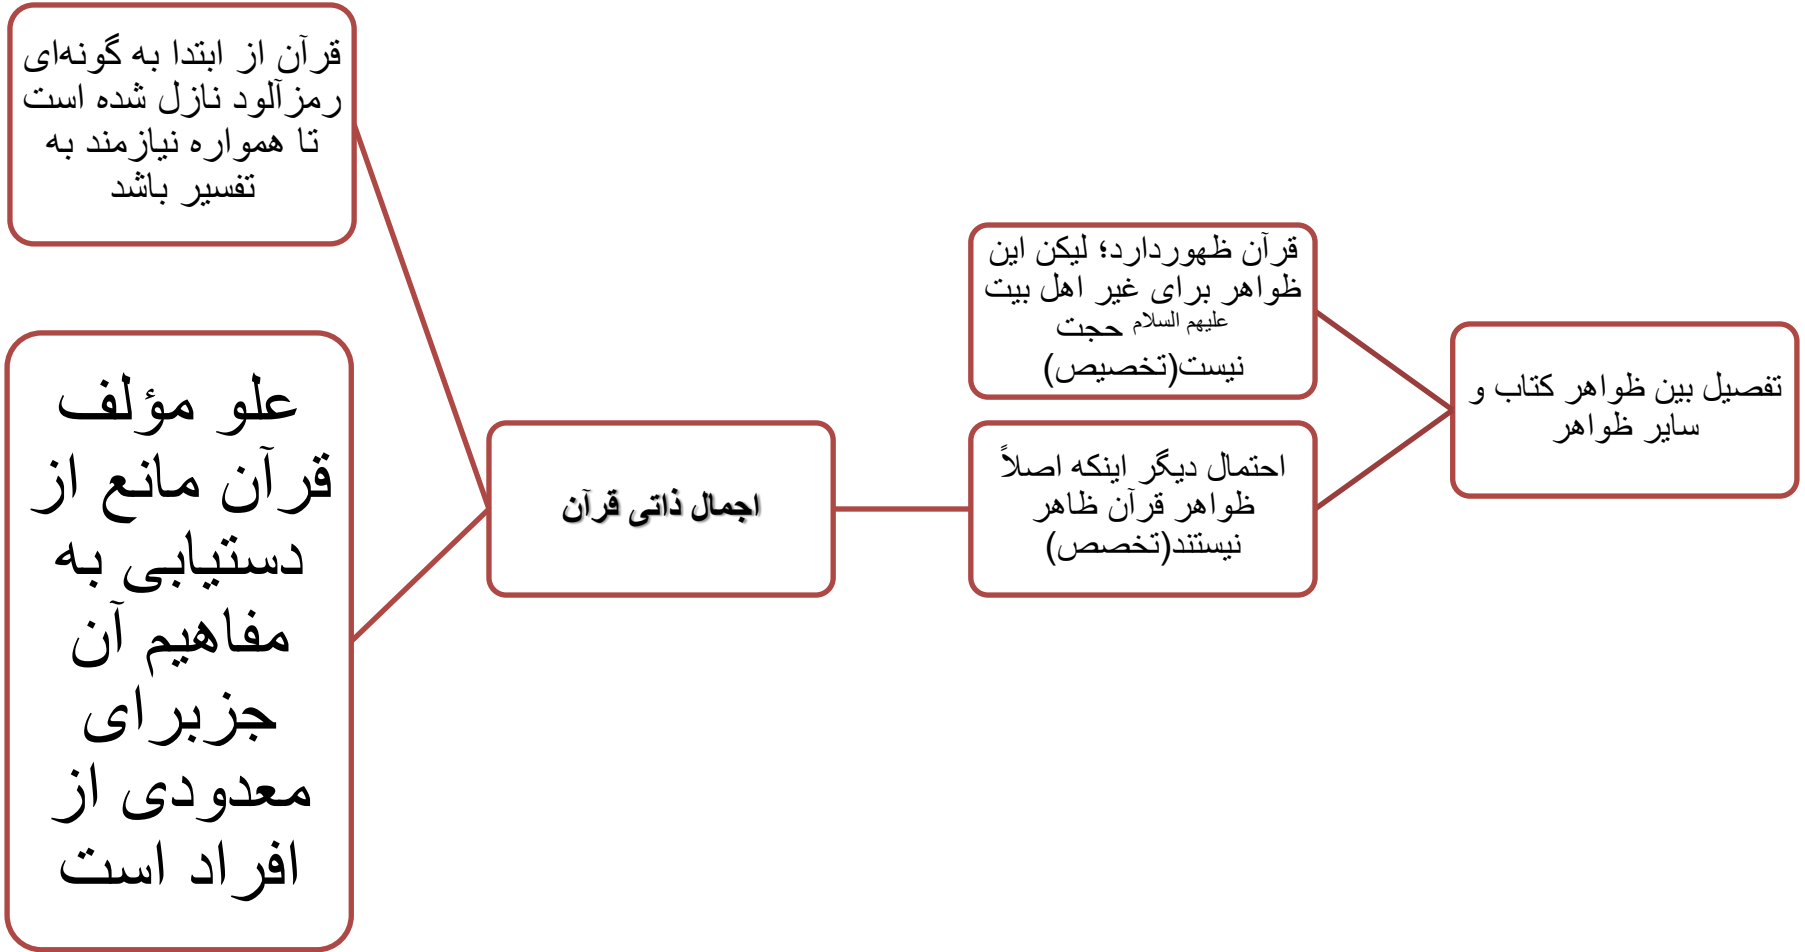 تفصیل بین ظواهر کتاب و
سایر ظواهر
قرآن ظهوردارد؛ لیکن این
ظواهر برای غیر اهل بیت
علیهم السلام حجت
نیست(تخصیص)
احتمال دیگر اینکه اصلاً
ظواهر قرآن ظاهر
نیستند(تخصص)
اجمال ذاتی قرآن
قرآن از ابتدا به گونه‌ای
رمزآلود نازل شده است
تا همواره نیازمند به
تفسیر باشد
علو مؤلف
قرآن مانع از
دستیابی به
مفاهیم آن
جزبرای
معدودی از
افراد است